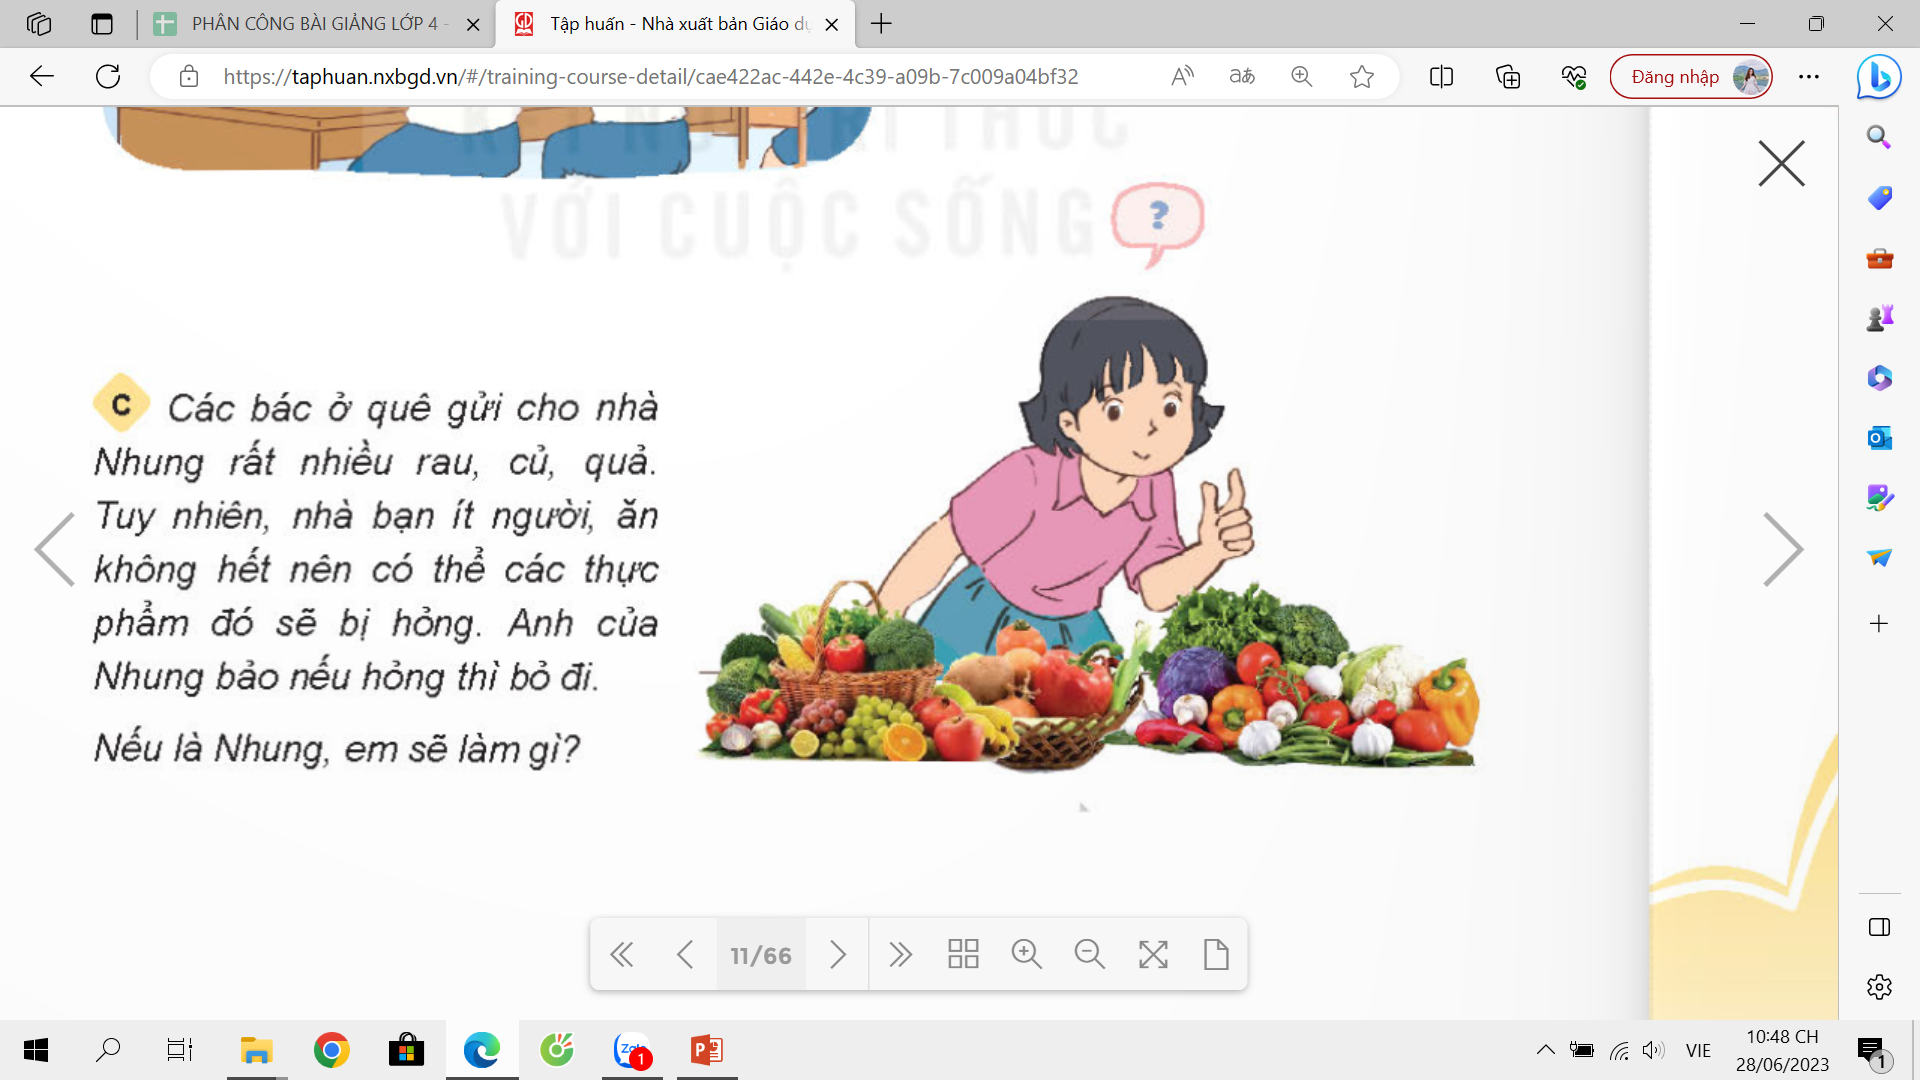 PHÂN CÔNG BÀI GIẢNG LỚP 4 -
Tập huấn - Nhà xuất bản Giáo dụ
https://taphuan.nxbgd.vn/#/training-course-detail/cae422ac-442e-4c39-a09b-7c009a04bf32
Đăng nhập
VỚI CUỘC SỐNG
?
C Các bác ở quê gửi cho nhà
Nhung rất nhiều rau, củ, quả.
Tuy nhiên, nhà bạn ít người, ăn
không hết nên có thể các thực
phẩm đó sẽ bị hỏng. Anh của
Nhung bảo nếu hỏng thì bỏ đi.
Nếu là Nhung, em sẽ làm gì?
11/66
VIE
10:48 CH
28/06/2023
1
1